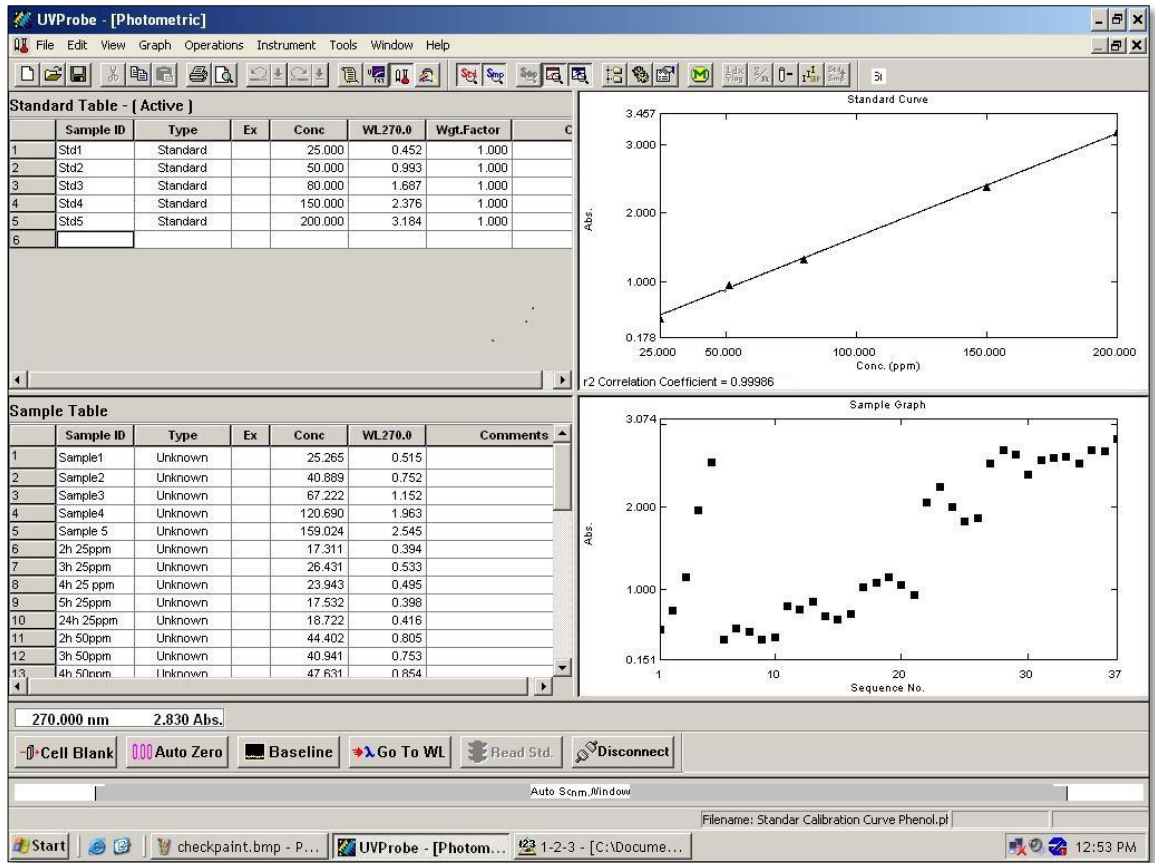 UVProbe - [Photometric]
File Edit View Graph Operations Instrument Tools Window Help
Standard Table - ( Active )
Sample ID Type Ex Conc WL270.0 Wgt.Factor C
1 Std1 Standard 25.000 0.452 1.000
2 Std2 Standard 50.000 0.993 1.000
3 Std3 Standard 80.000 1.687 1.000
4 Std4 Standard 150.000 2.376 1.000
5 Std5 Standard 200.000 3.184 1.000
6
Standard Curve
3.457
3.000
2.000
1.000
0.178
Abs.
25.000 50.000 100.000 150.000 200.000
Conc. (ppm)
r2 Correlation Coefficient = 0.99986
Sample Table
Sample ID Type Ex Conc WL270.0 Comments
1 Sample1 Unknown 25.265 0.515
2 Sample2 Unknown 40.889 0.752
3 Sample3 Unknown 67.222 1.152
4 Sample4 Unknown 120.690 1.963
5 Sample 5 Unknown 159.024 2.545
6 2h 25ppm Unknown 17.311 0.394
7 3h 25ppm Unknown 26.431 0.533
8 4h 25 ppm Unknown 23.943 0.495
9 5h 25ppm Unknown 17.532 0.398
10 24h 25ppm Unknown 18.722 0.416
11 2h 50ppm Unknown 44.402 0.805
12 3h 50ppm Unknown 40.941 0.753
13 4h 50ppm Unknown 47.631 0.854
Sample Graph
3.074
2.000
1.000
0.151
Abs.
1 10 20 30 37
Sequence No.
270.000 nm 2.830 Abs.
Cell Blank Auto Zero Baseline Go To WL Read Std. Disconnect
Auto
Filename: Standar Calibration Curve Phenol.pl
Start checkpaint.bmp - P... UVProbe - [Photom... 1-2-3 - [C:\Docume... 12:53 PM